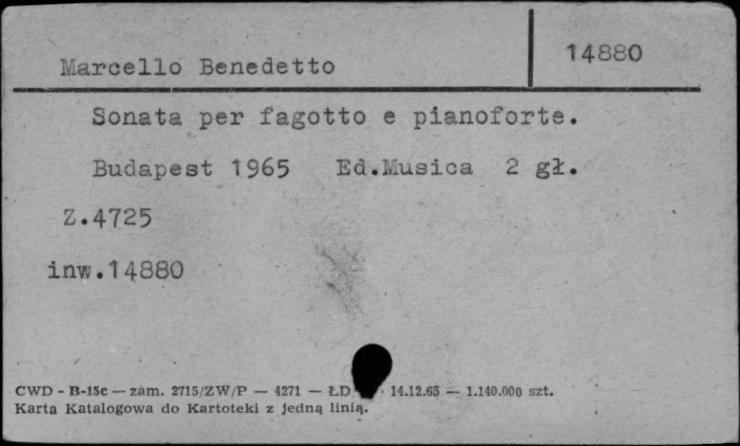 Marcello Benedetto 14880
Sonata per fagotto e pianoforte.
Budapest 1965 Ed.Musica 2 gł.
Z.4725
inw.14880
CWD - B-15c — zam. 2715/ZW/P — 4271 — ŁD 14.12.65 — 1.140.000 szt.
Karta Katalogowa do Kartoteki z jedną linią.